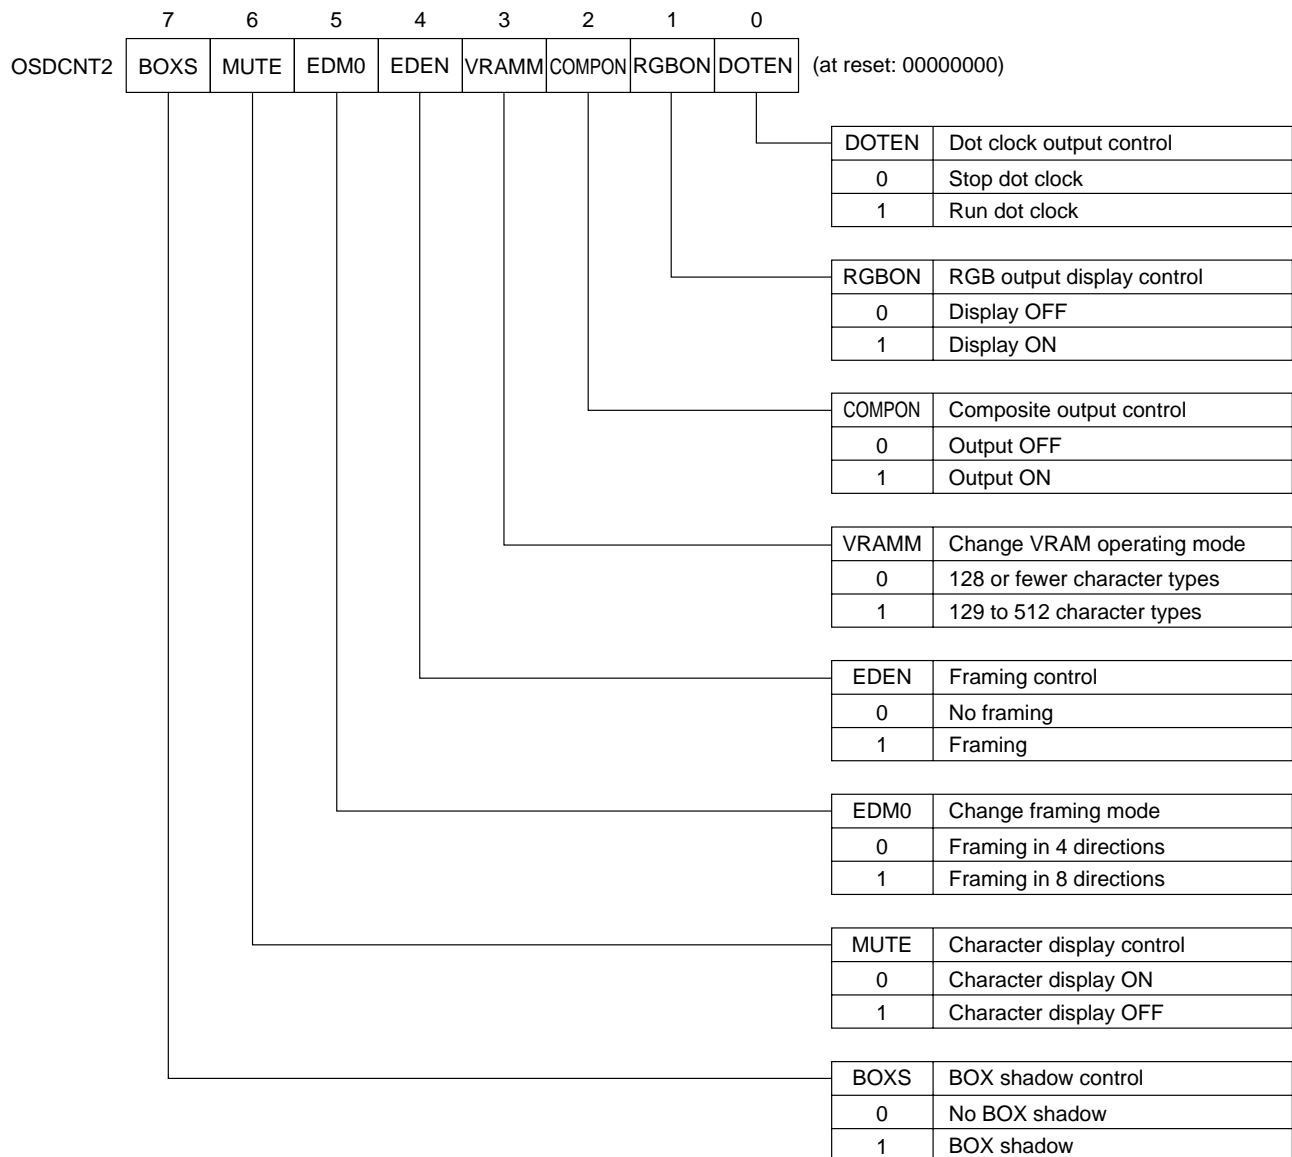 7 6 5 4 3 2 1 0
OSDCNT2 BOXS MUTE EDM0 EDEN VRAMM COMPON RGBON DOTEN (at reset: 00000000)
DOTEN Dot clock output control
0 Stop dot clock
1 Run dot clock
RGBON RGB output display control
0 Display OFF
1 Display ON
COMPON Composite output control
0 Output OFF
1 Output ON
VRAMM Change VRAM operating mode
0 128 or fewer character types
1 129 to 512 character types
EDEN Framing control
0 No framing
1 Framing
EDM0 Change framing mode
0 Framing in 4 directions
1 Framing in 8 directions
MUTE Character display control
0 Character display ON
1 Character display OFF
BOXS BOX shadow control
0 No BOX shadow
1 BOX shadow